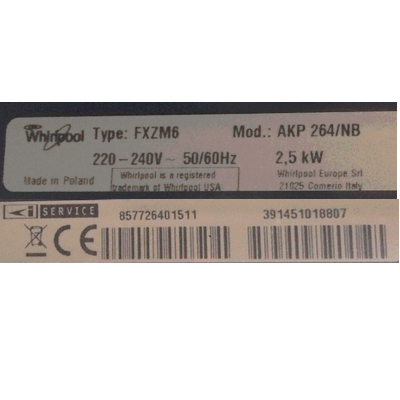 Whirlpool Type: FXZM6 Mod.: AKP 264/NB
220-240V~ 50/60Hz 2,5 kW
Made in Poland
Whirlpool is a registered
trademark of Whirlpool USA
Whirlpool Europe Srl
21025 Comerio Italy
SERVICE 857726401511 391451018807
CE